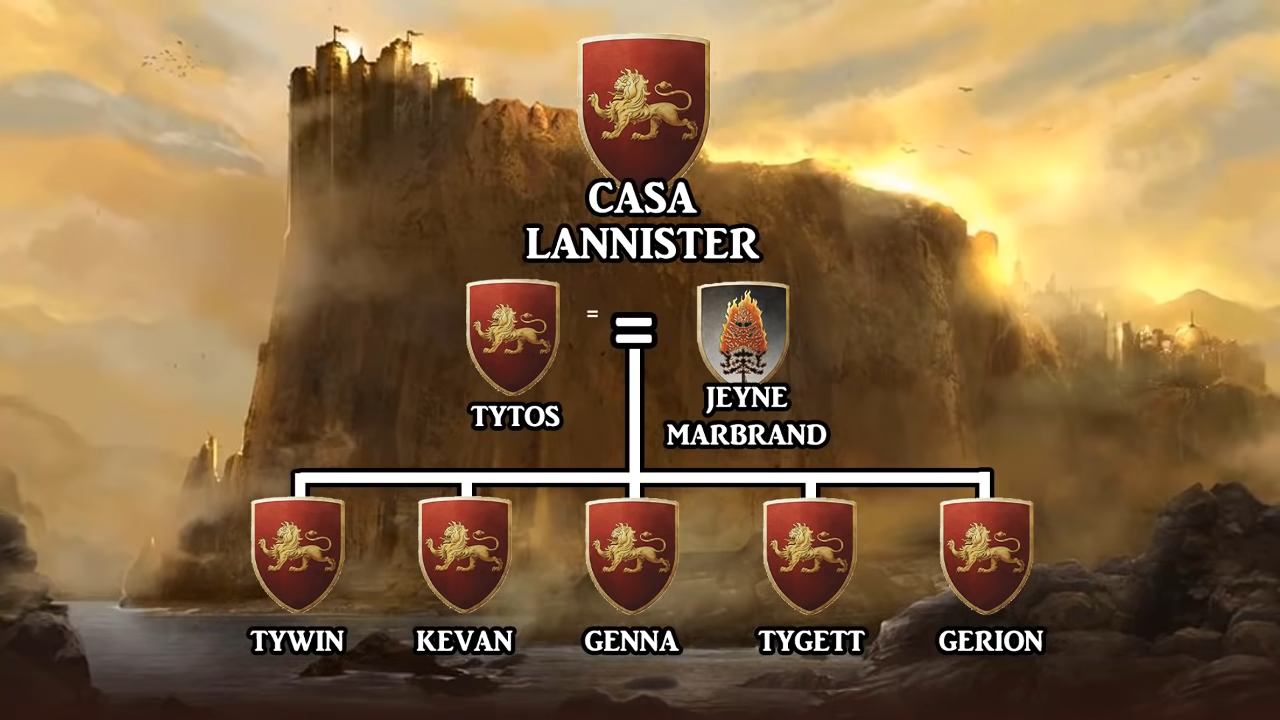 CASA
LANNISTER
=
=
TYTOS
JEYNE
MARBRAND
TYWIN
KEVAN
GENNA
TYGETT
GERION